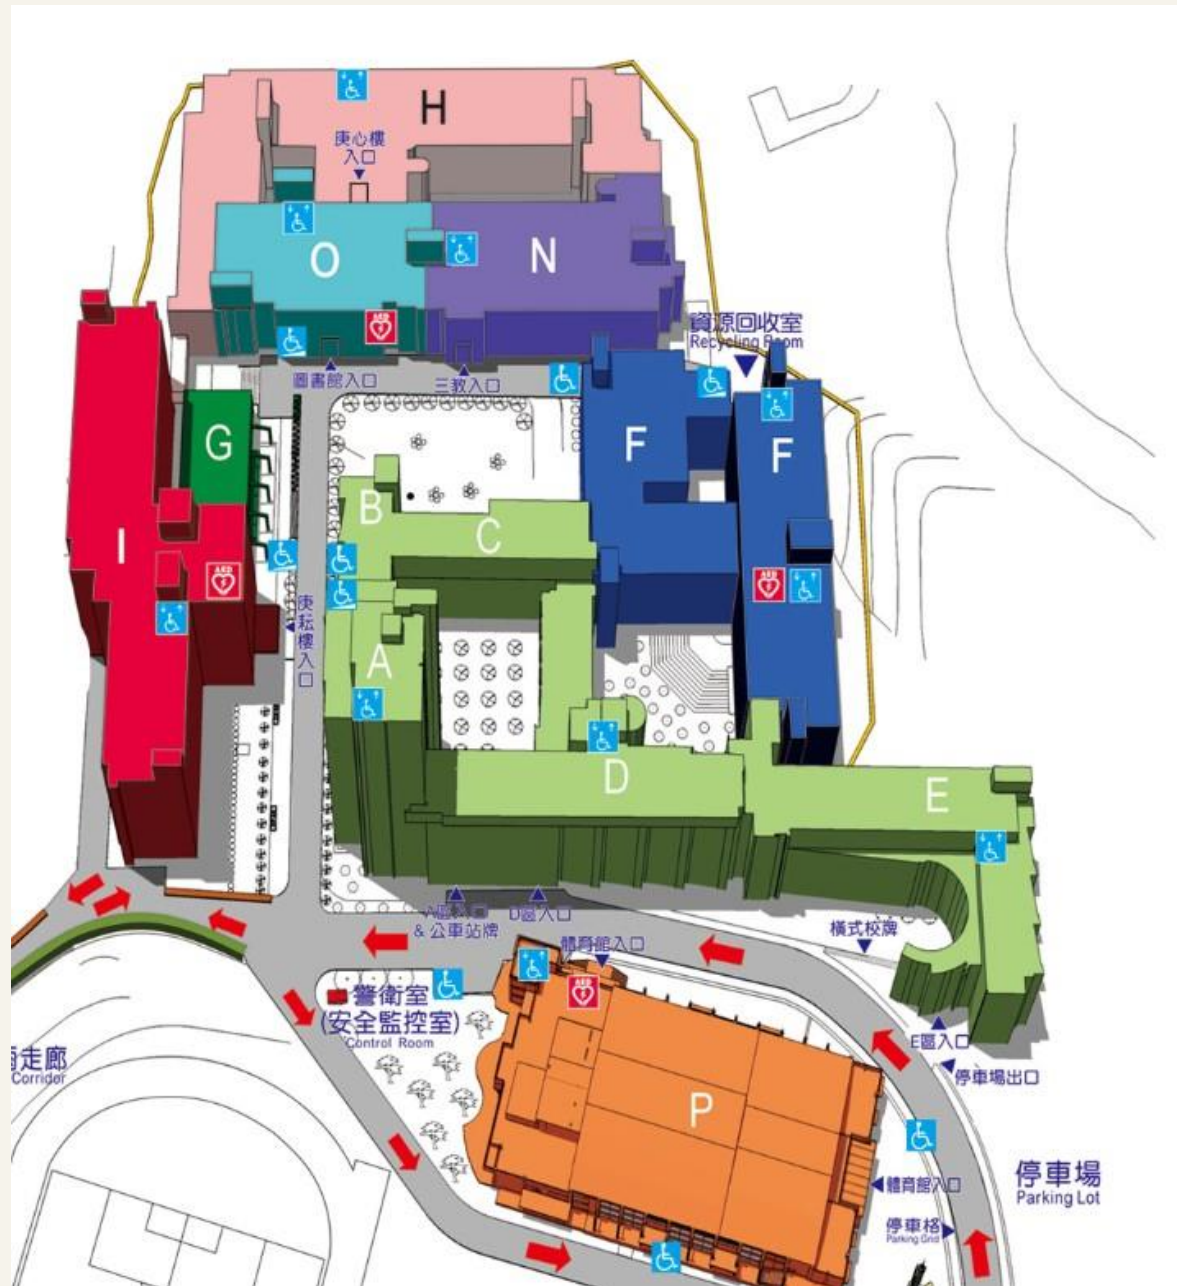 H
庚心樓
入口
O
N
AED
資源回收室
Recycling Room
圖書館入口
三教入口
G
F
F
B
C
I
AED
AED
庚耘樓入口
A
D
E
A區入口
& 公車站牌
D區入口
橫式校牌
體育館入口
AED
警衛室
(安全監控室)
Control Room
E區入口
走廊
Corridor
停車場出口
P
停車場
Parking Lot
體育館入口
停車格
Parking Grid